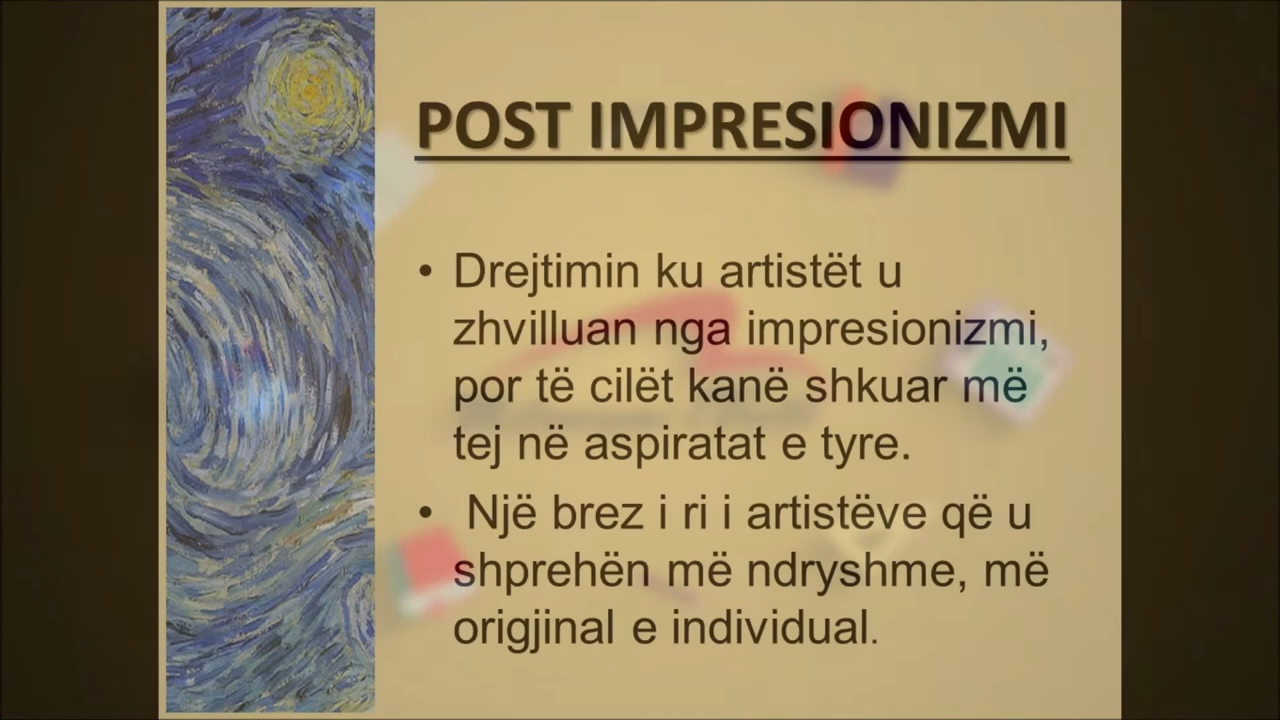 POST IMPRESIONIZMI
• Drejtimin ku artistët u
zhvilluan nga impresionizmi,
por të cilët kanë shkuar më
tej në aspiratat e tyre.
• Një brez i ri i artistëve që u
shprehën më ndryshme, më
origjinal e individual.